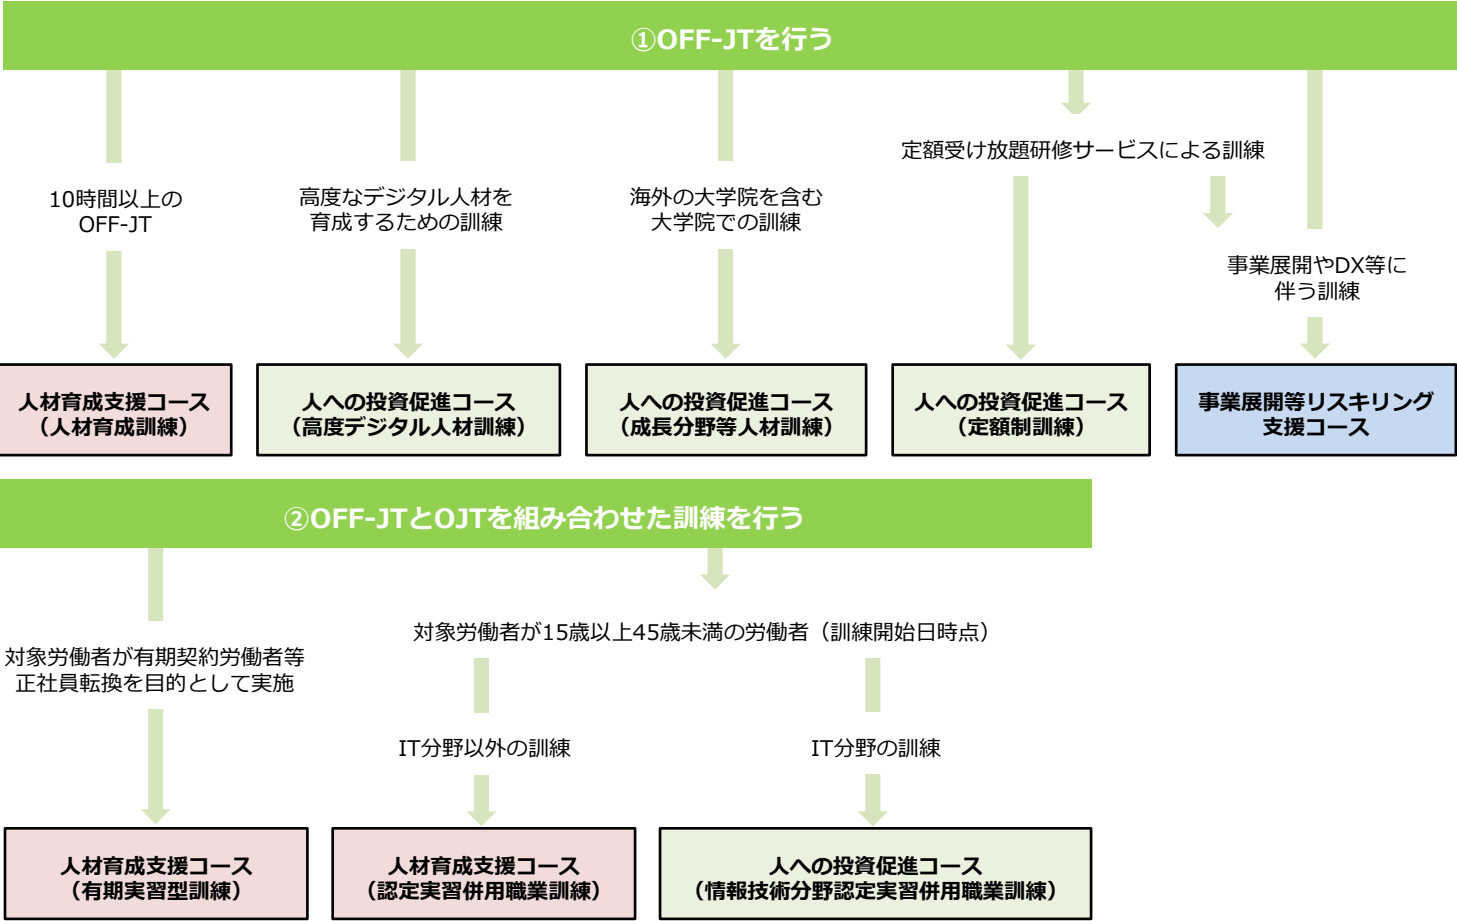 ①OFF-JTを行う
10時間以上の
OFF-JT
高度なデジタル人材を
育成するための訓練
海外の大学院を含む
大学院での訓練
定額受け放題研修サービスによる訓練
事業展開やDX等に
伴う訓練
人材育成支援コース
（人材育成訓練）
人への投資促進コース
（高度デジタル人材訓練）
人への投資促進コース
（成長分野等人材訓練）
人への投資促進コース
（定額制訓練）
事業展開等リスキリング
支援コース
②OFF-JTとOJTを組み合わせた訓練を行う
対象労働者が有期契約労働者等
正社員転換を目的として実施
対象労働者が15歳以上45歳未満の労働者（訓練開始日時点）
IT分野以外の訓練
IT分野の訓練
人材育成支援コース
（有期実習型訓練）
人材育成支援コース
（認定実習併用職業訓練）
人への投資促進コース
（情報技術分野認定実習併用職業訓練）